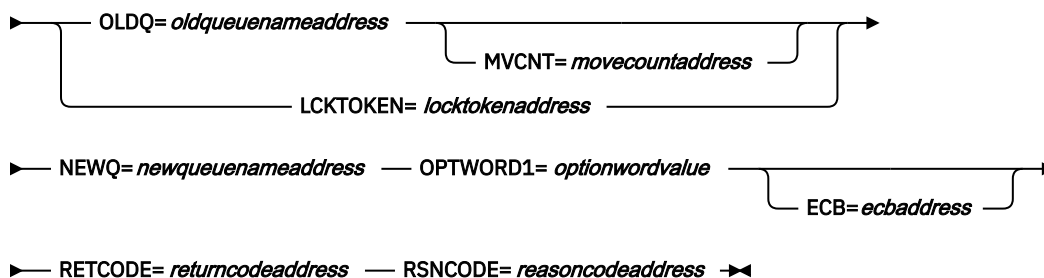 OLDQ= oldqueuenameaddress
MVCNT= movecountaddress
LCKTOKEN= locktokenaddress
NEWQ= newqueuenameaddress OPTWORD1= optionwordvalue
ECB= ecbaddress
RETCODE= returncodeaddress RSNCODE= reasoncodeaddress